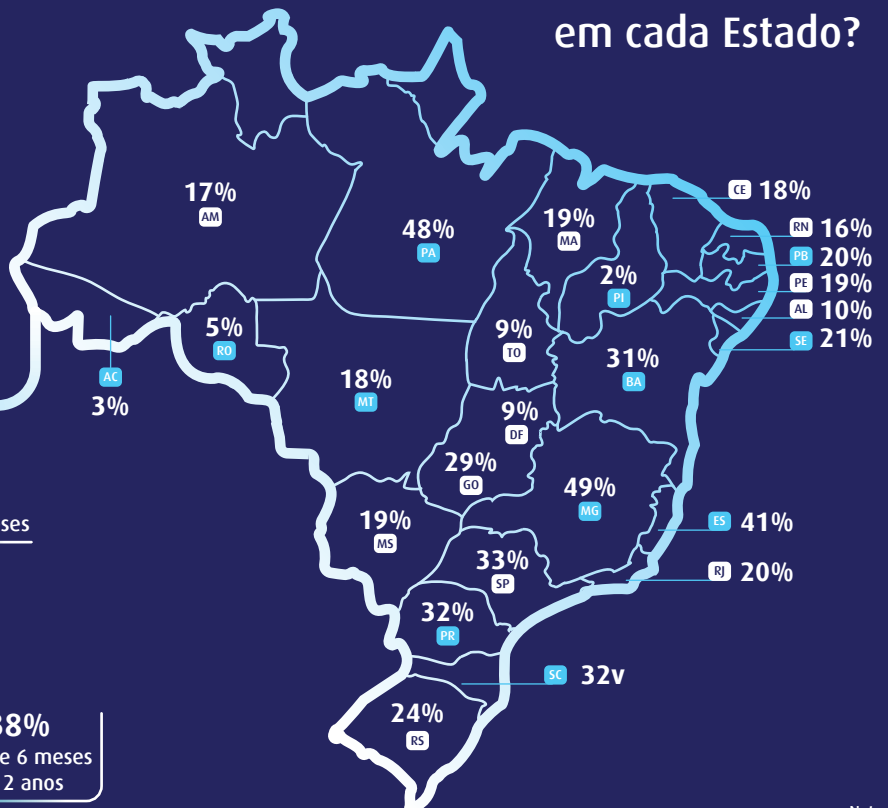 em cada Estado?
17%
AM
48%
PA
19%
MA
2%
PI
CE 18%
RN 16%
PB 20%
PE 19%
AL 10%
SE 21%
5%
RO
AC
3%
18%
MT
9%
TO
31%
BA
9%
DF
29%
GO
49%
MG
19%
MS
33%
SP
ES 41%
RJ 20%
32%
PR
SC 32v
24%
RS
38%
e 6 meses
2 anos